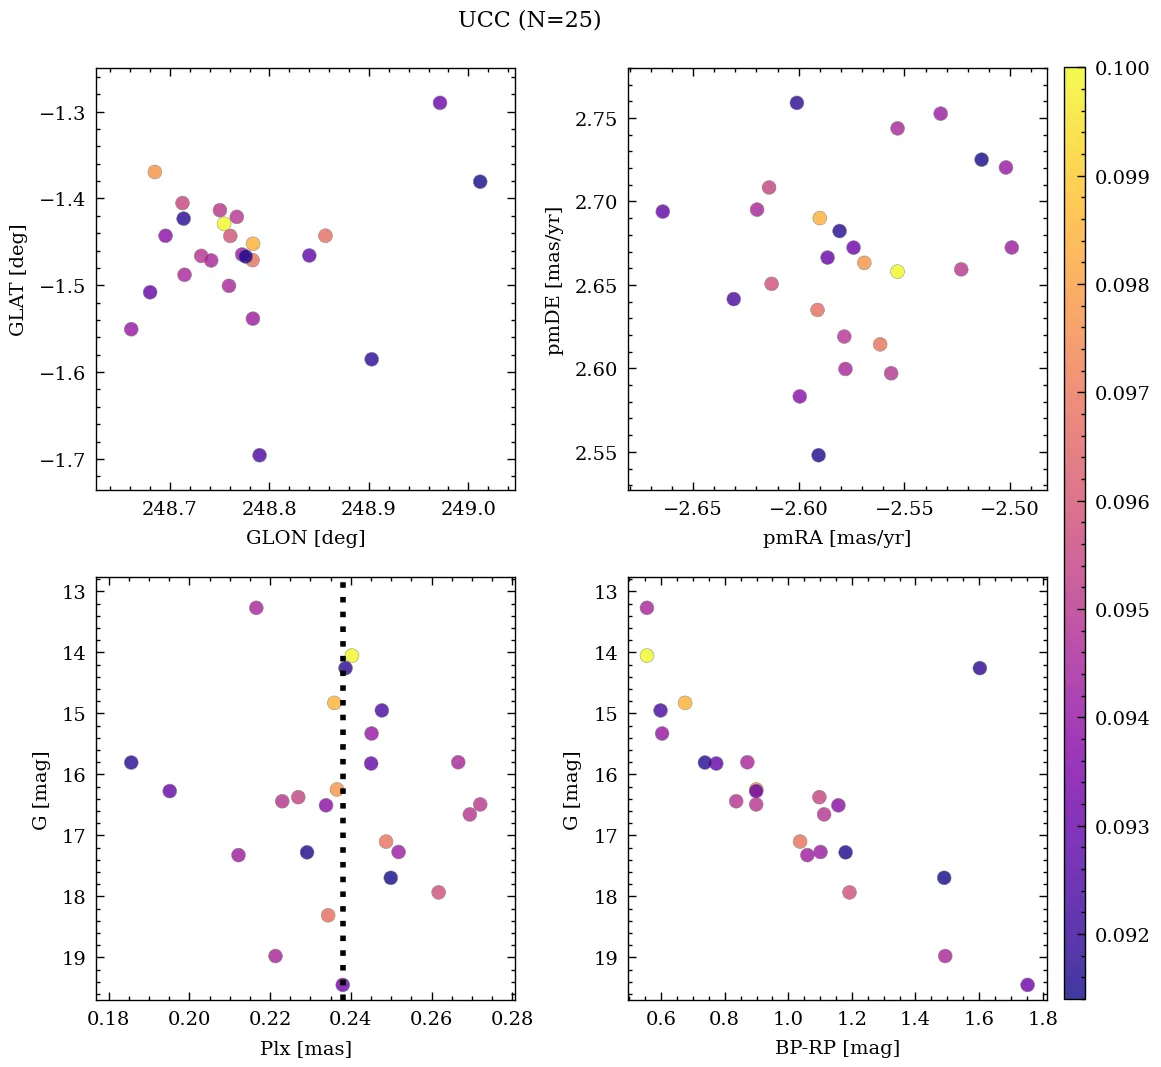 UCC (N=25)
−1.3
−1.4
−1.5
−1.6
−1.7
GLAT [deg]
248.7 248.8 248.9 249.0
GLON [deg]
2.75
2.70
2.65
2.60
2.55
pmDE [mas/yr]
−2.65 −2.60 −2.55 −2.50
pmRA [mas/yr]
13
14
15
16
17
18
19
G [mag]
0.18 0.20 0.22 0.24 0.26 0.28
Plx [mas]
13
14
15
16
17
18
19
G [mag]
0.6 0.8 1.0 1.2 1.4 1.6 1.8
BP-RP [mag]
0.100
0.099
0.098
0.097
0.096
0.095
0.094
0.093
0.092